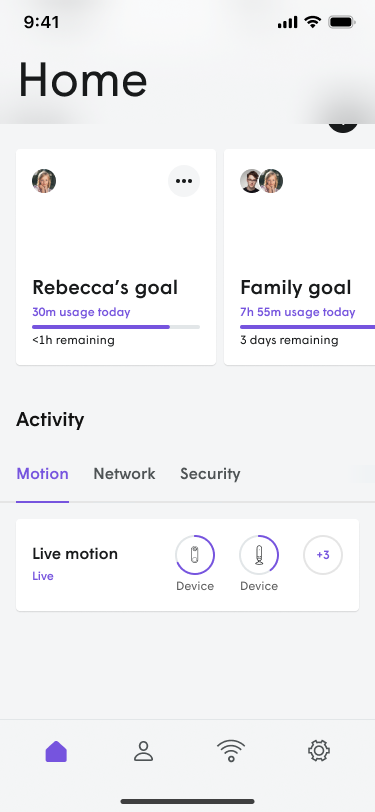 9:41
Home
Rebecca's goal
30m usage today
<1h remaining
Family goal
7h 55m usage today
3 days remaining
Activity
Motion
Network
Security
Live motion
Live
Device
Device
+3